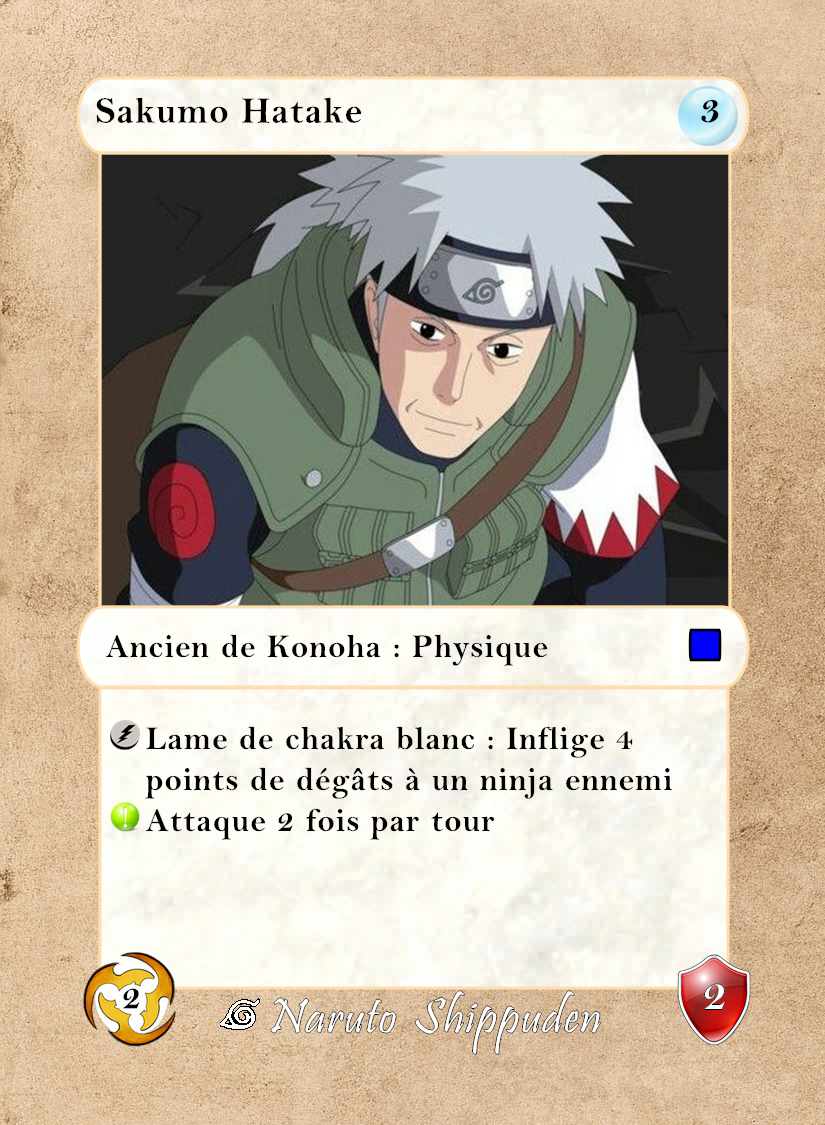 Sakumo Hatake
3
Ancien de Konoha : Physique
Lame de chakra blanc : Inflige 4
points de dégâts à un ninja ennemi
Attaque 2 fois par tour
2
Naruto Shippuden
2